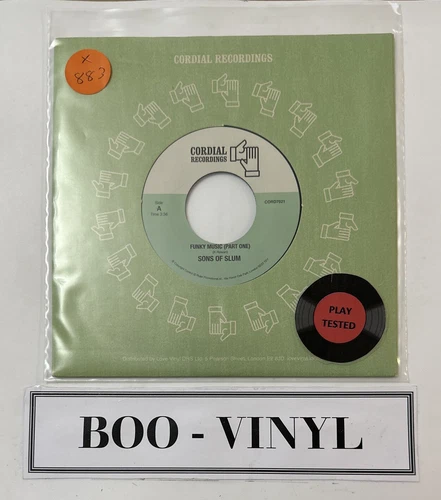 CORDIAL RECORDINGS
x
883
CORDIAL
RECORDINGS
Side
A
FUNKY MUSIC (PART ONE)
SONS OF SLUM
PLAY
TESTED
BOO - VINYL